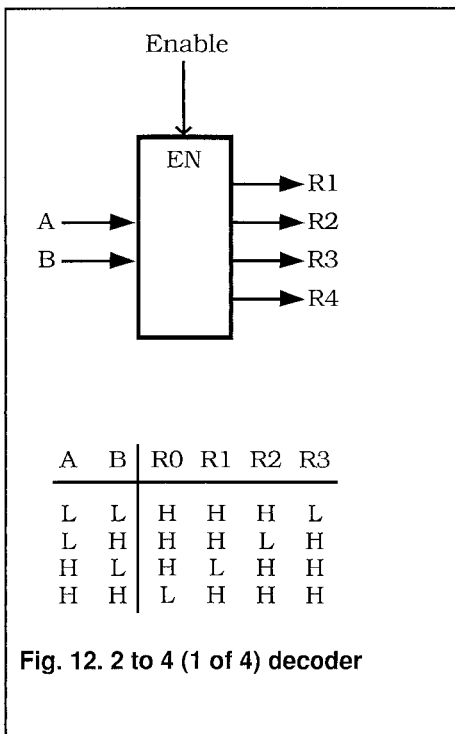 Enable
EN
R1
A
R2
B
R3
R4
A B R0 R1 R2 R3
L L H H H L
L H H H L H
H L H L H H
H H L H H H
Fig. 12. 2 to 4 (1 of 4) decoder